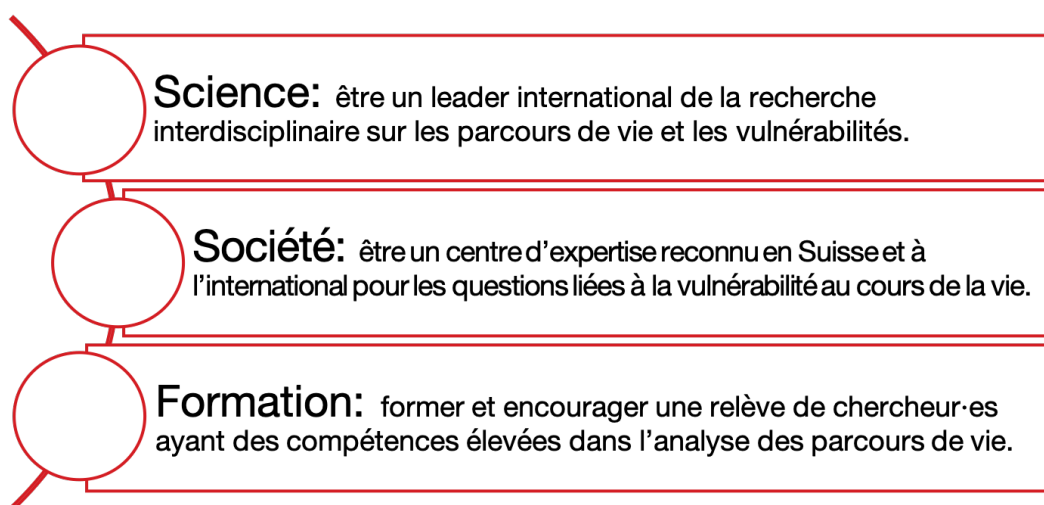 Science: être un leader international de la recherche
interdisciplinaire sur les parcours de vie et les vulnérabilités.
Société: être un centre d’expertise reconnu en Suisse et à
l’international pour les questions liées à la vulnérabilité au cours de la vie.
Formation: former et encourager une relève de chercheur·es
ayant des compétences élevées dans l’analyse des parcours de vie.